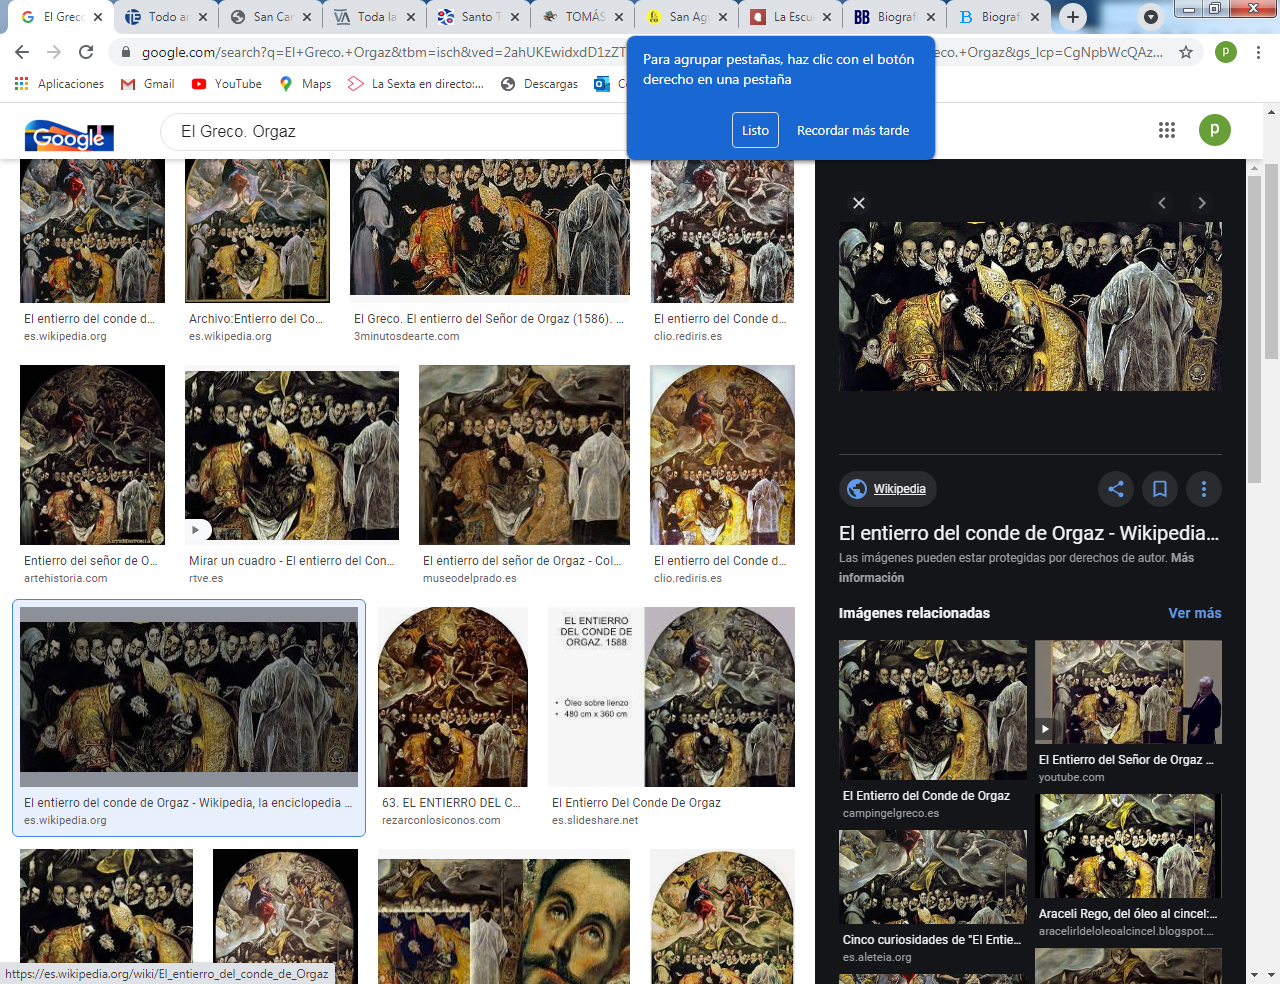 El Grec
Todo ar
San Car
Toda la
Santo T
TOMÁS
San Agu
La Escu
Biograf
Biograf
google.com/search?q=El+Greco.+Orgaz&tbm=isch&ved=2ahUKEwidxdD1zZT
eco.+Orgaz&gs_lcp=CgNpbWcQAz...
p
Aplicaciones
Gmail
YouTube
Maps
La Sexta en directo:...
Descargas
Para agrupar pestañas, haz clic con el botón
derecho en una pestaña
Listo
Recordar más tarde
Google
El Greco. Orgaz
p
El entierro del conde d...
es.wikipedia.org
Archivo:Entierro del Co...
es.wikipedia.org
El Greco. El entierro del Señor de Orgaz (1586). ...
3minutosdearte.com
El entierro del Conde d...
clio.rediris.es
Entierro del señor de O...
artehistoria.com
Mirar un cuadro - El entierro del Con...
rtve.es
El entierro del señor de Orgaz - Col...
museodelprado.es
El entierro del Conde d...
clio.rediris.es
El entierro del conde de Orgaz - Wikipedia, la enciclopedia ...
es.wikipedia.org
63. EL ENTIERRO DEL C...
rezarconlosiconos.com
EL ENTIERRO
DEL CONDE DE
ORGAZ. 1588
• Óleo sobre lienzo
• 480 cm x 360 cm
El Entierro Del Conde De Orgaz
es.slideshare.net
Wikipedia
El entierro del conde de Orgaz - Wikipedia...
Las imágenes pueden estar protegidas por derechos de autor. Más
información
Imágenes relacionadas
Ver más
El Entierro del Conde de Orgaz
campingelgreco.es
El Entierro del Señor de Orgaz ...
youtube.com
Cinco curiosidades de "El Entie...
es.aleteia.org
Araceli Rego, del óleo al cincel:...
aracelirldeloleoalcincel.blogspot....
https://es.wikipedia.org/wiki/El_entierro_del_conde_de_Orgaz